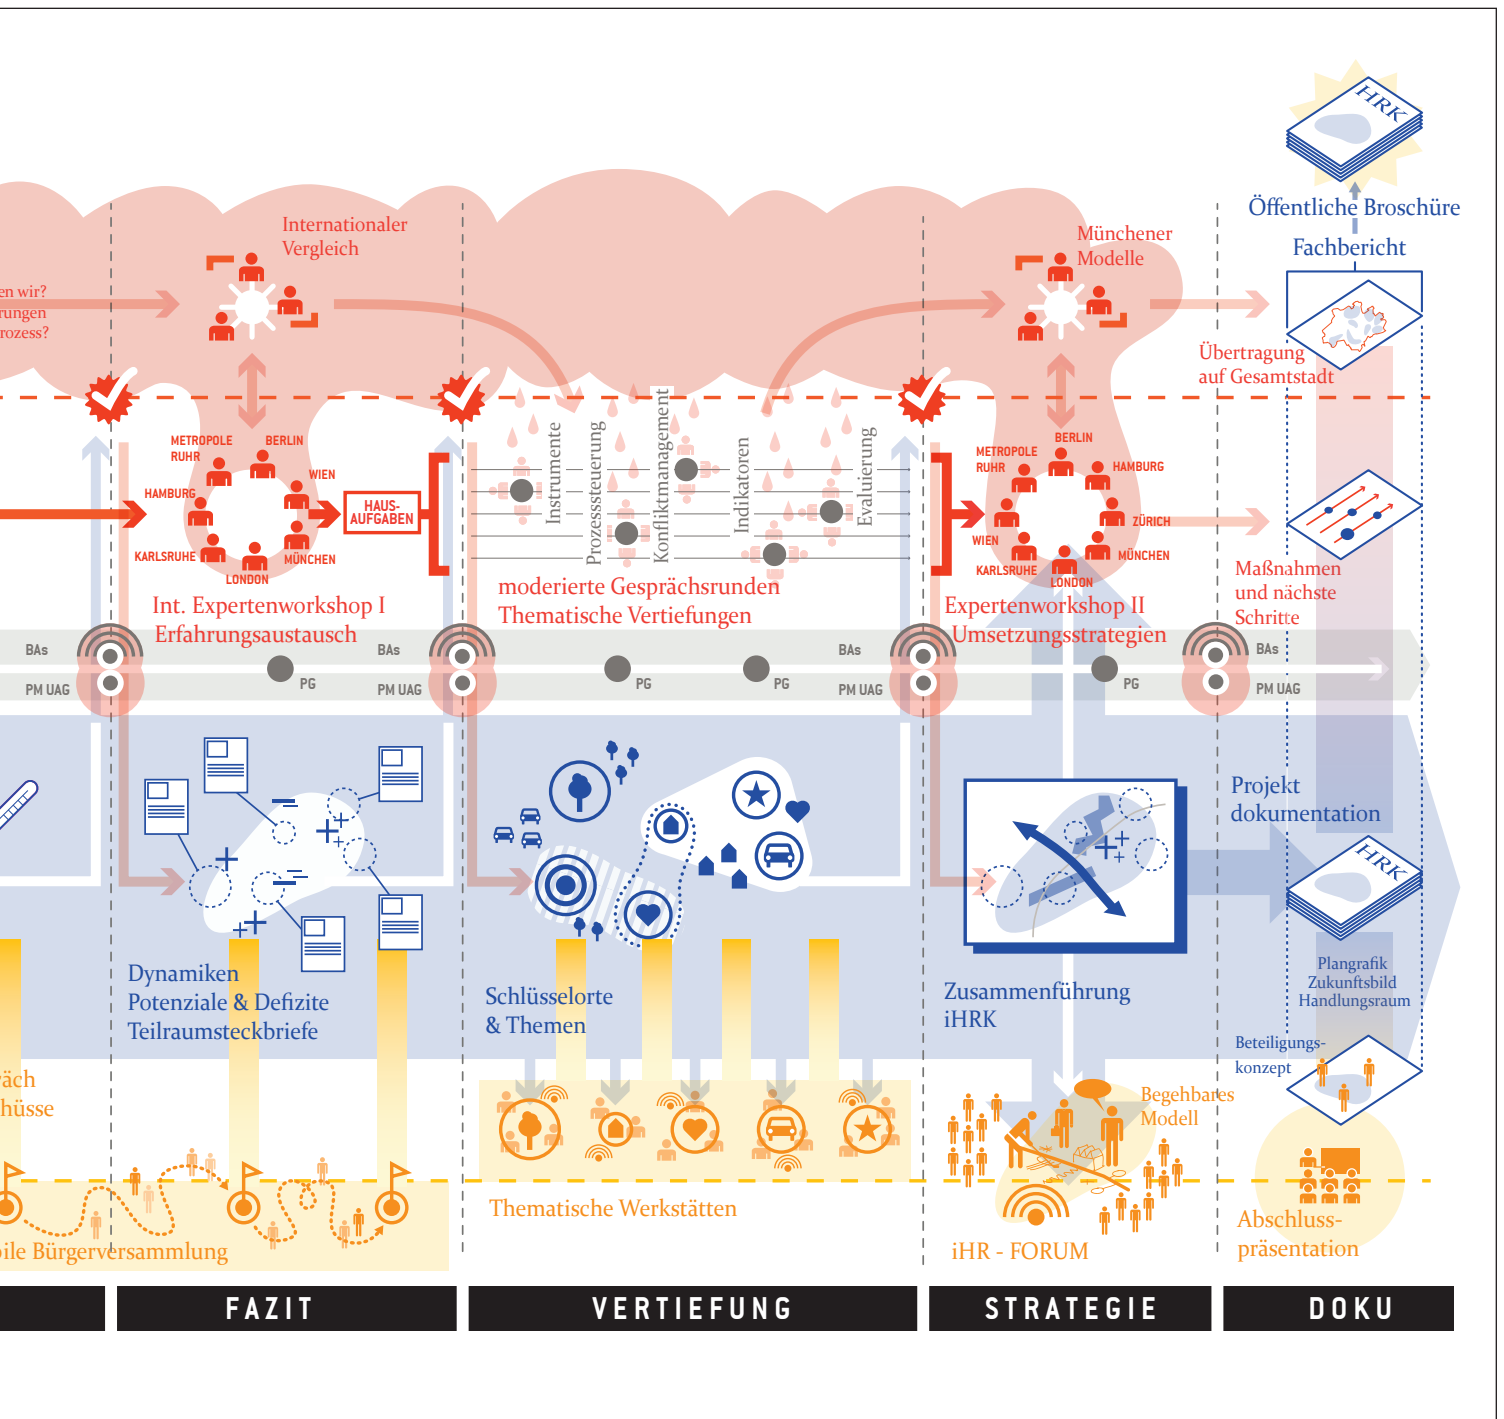 HRK
Öffentliche Broschüre
Fachbericht
Internationaler
Vergleich
Münchener
Modelle
en wir?
rungen
rozess?
Übertragung
auf Gesamtstadt
METROPOLE
RUHR
BERLIN
WIEN
HAMBURG
KARLSRUHE
LONDON
MÜNCHEN
HAUS-
AUFGABEN
Instrumente
Prozesssteuerung
Konfliktmanagement
Indikatoren
Evaluierung
METROPOLE
RUHR
BERLIN
HAMBURG
ZÜRICH
WIEN
MÜNCHEN
KARLSRUHE
LONDON
Int. Expertenworkshop I
Erfahrungsaustausch
moderierte Gesprächsrunden
Thematische Vertiefungen
Expertenworkshop II
Umsetzungsstrategien
Maßnahmen
und nächste
Schritte
BAs
BAs
BAs
BAs
PM UAG
PG
PM UAG
PG
PG
PM UAG
PG
PM UAG
Projekt
dokumentation
HRK
Dynamiken
Potenziale & Defizite
Teilraumsteckbriefe
Schlüsselorte
& Themen
Zusammenführung
iHRK
Plangrafik
Zukunftsbild
Handlungsraum
Beteiligungs-
konzept
äch
hüsse
Begehbares
Modell
Thematische Werkstätten
ile Bürgerversammlung
iHR - FORUM
Abschluss-
präsentation
FAZIT
VERTIEFUNG
STRATEGIE
DOKU